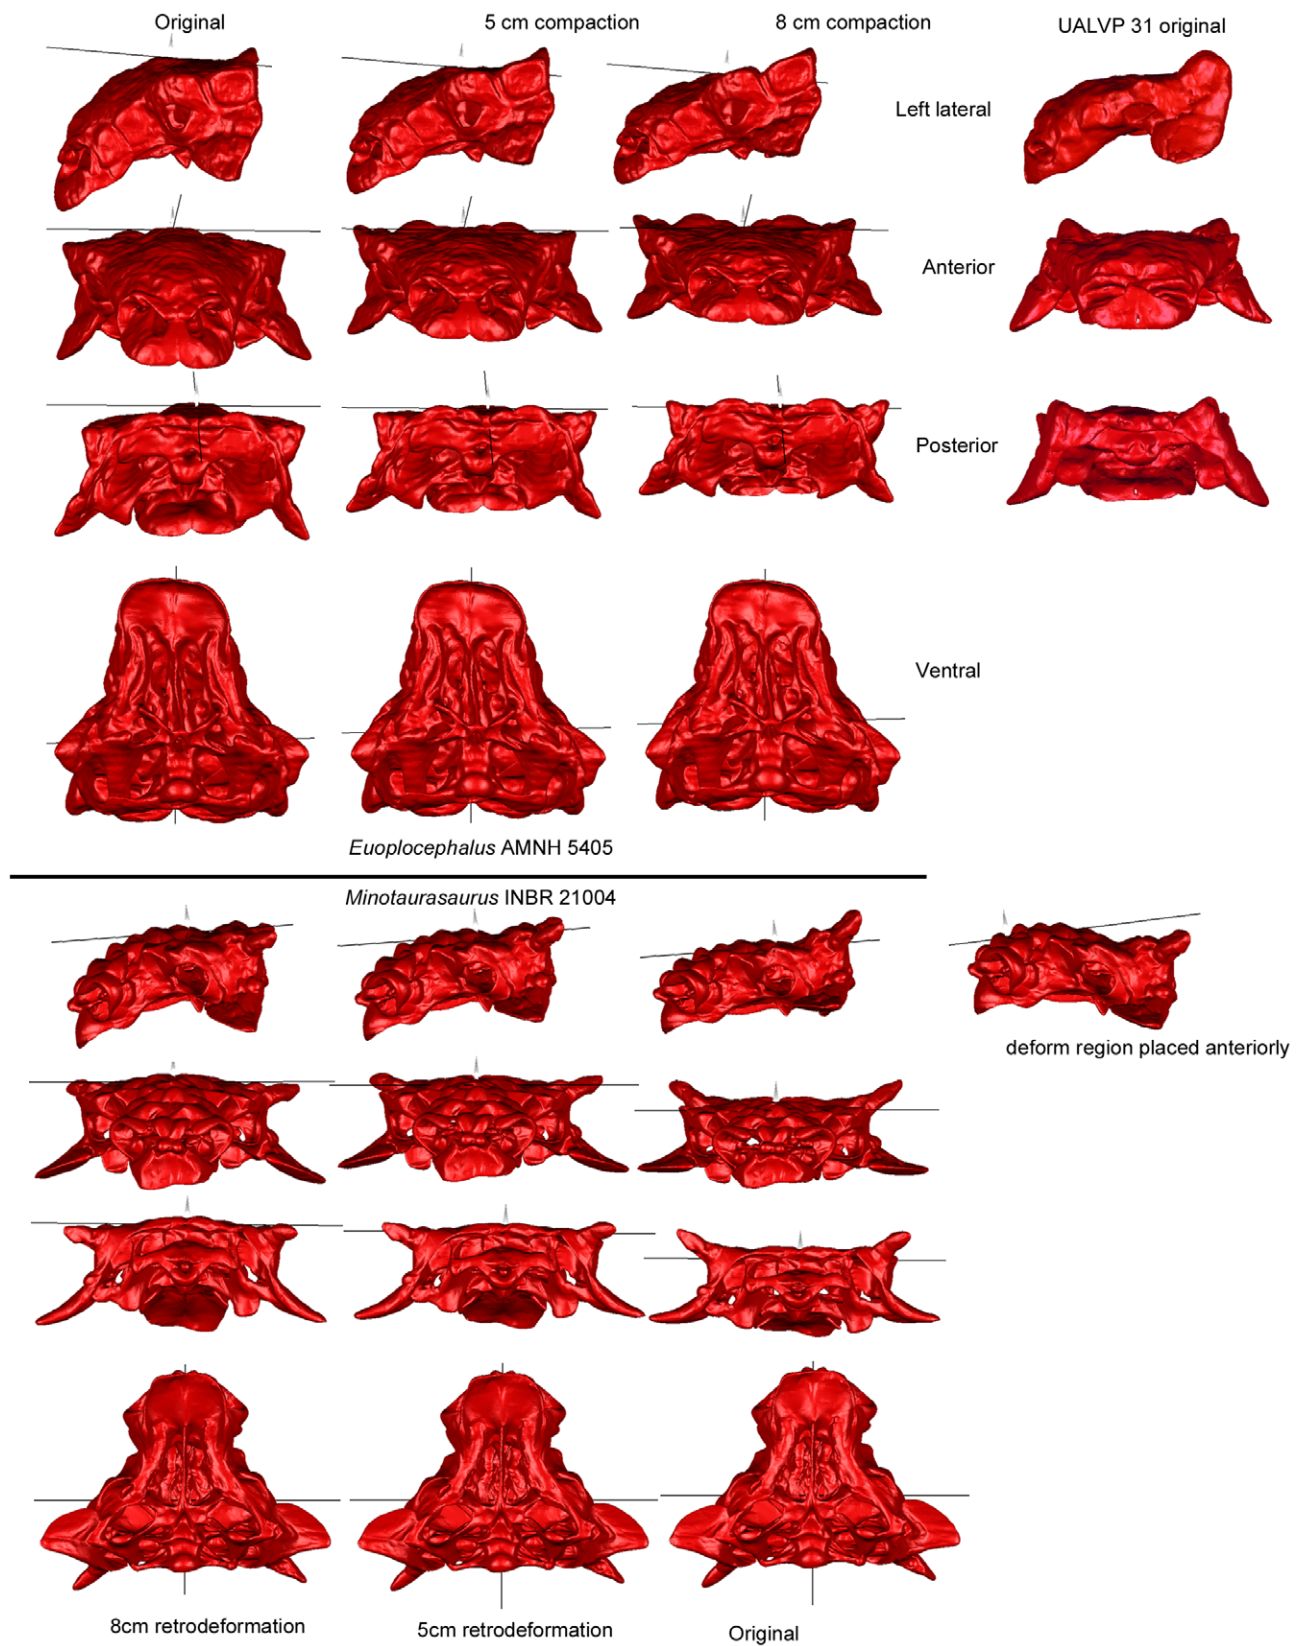 Original
5 cm compaction
8 cm compaction
UALVP 31 original
Left lateral
Anterior
Posterior
Ventral
Euoplocephalus AMNH 5405
Minotaurasaurus INBR 21004
deform region placed anteriorly
8cm retrodeformation
5cm retrodeformation
Original